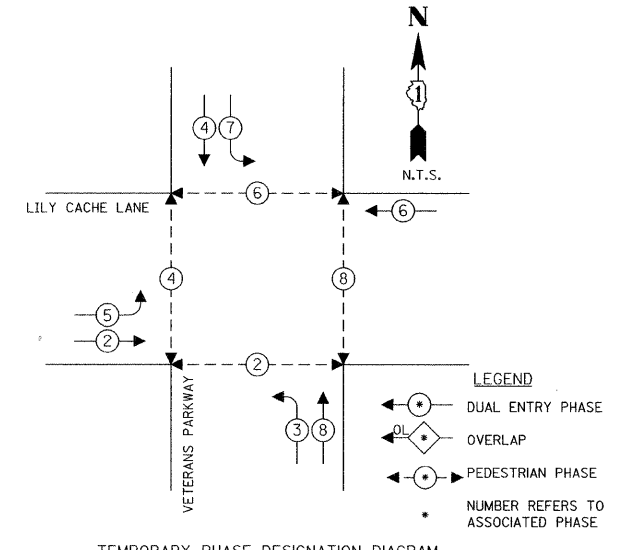 N
1
N.T.S.
4 7
6
LILY CACHE LANE
6
4
8
5
2
2
VETERANS PARKWAY
3 8
LEGEND
* DUAL ENTRY PHASE
OL * OVERLAP
* PEDESTRIAN PHASE
* NUMBER REFERS TO
ASSOCIATED PHASE
TEMPORARY PHASE DESIGNATION DIAGRAM